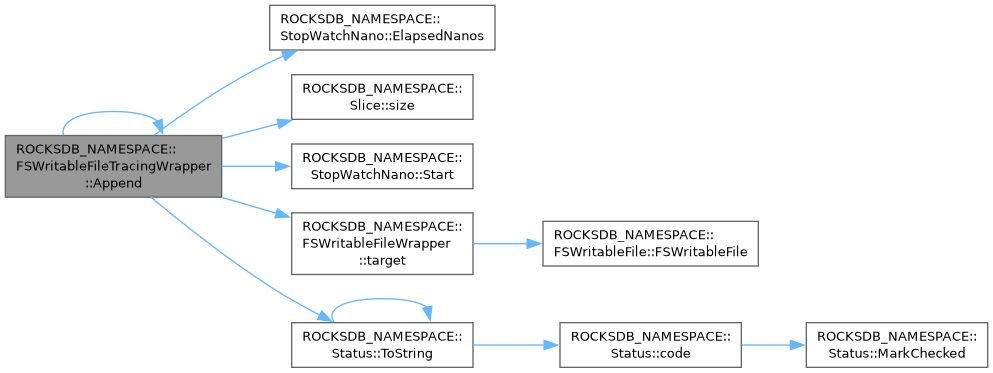 ROCKSDB_NAMESPACE::
FSWritableFileTracingWrapper
::Append
ROCKSDB_NAMESPACE::
StopWatchNano::ElapsedNanos
ROCKSDB_NAMESPACE::
Slice::size
ROCKSDB_NAMESPACE::
StopWatchNano::Start
ROCKSDB_NAMESPACE::
FSWritableFileWrapper
::target
ROCKSDB_NAMESPACE::
FSWritableFile::FSWritableFile
ROCKSDB_NAMESPACE::
Status::ToString
ROCKSDB_NAMESPACE::
Status::code
ROCKSDB_NAMESPACE::
Status::MarkChecked